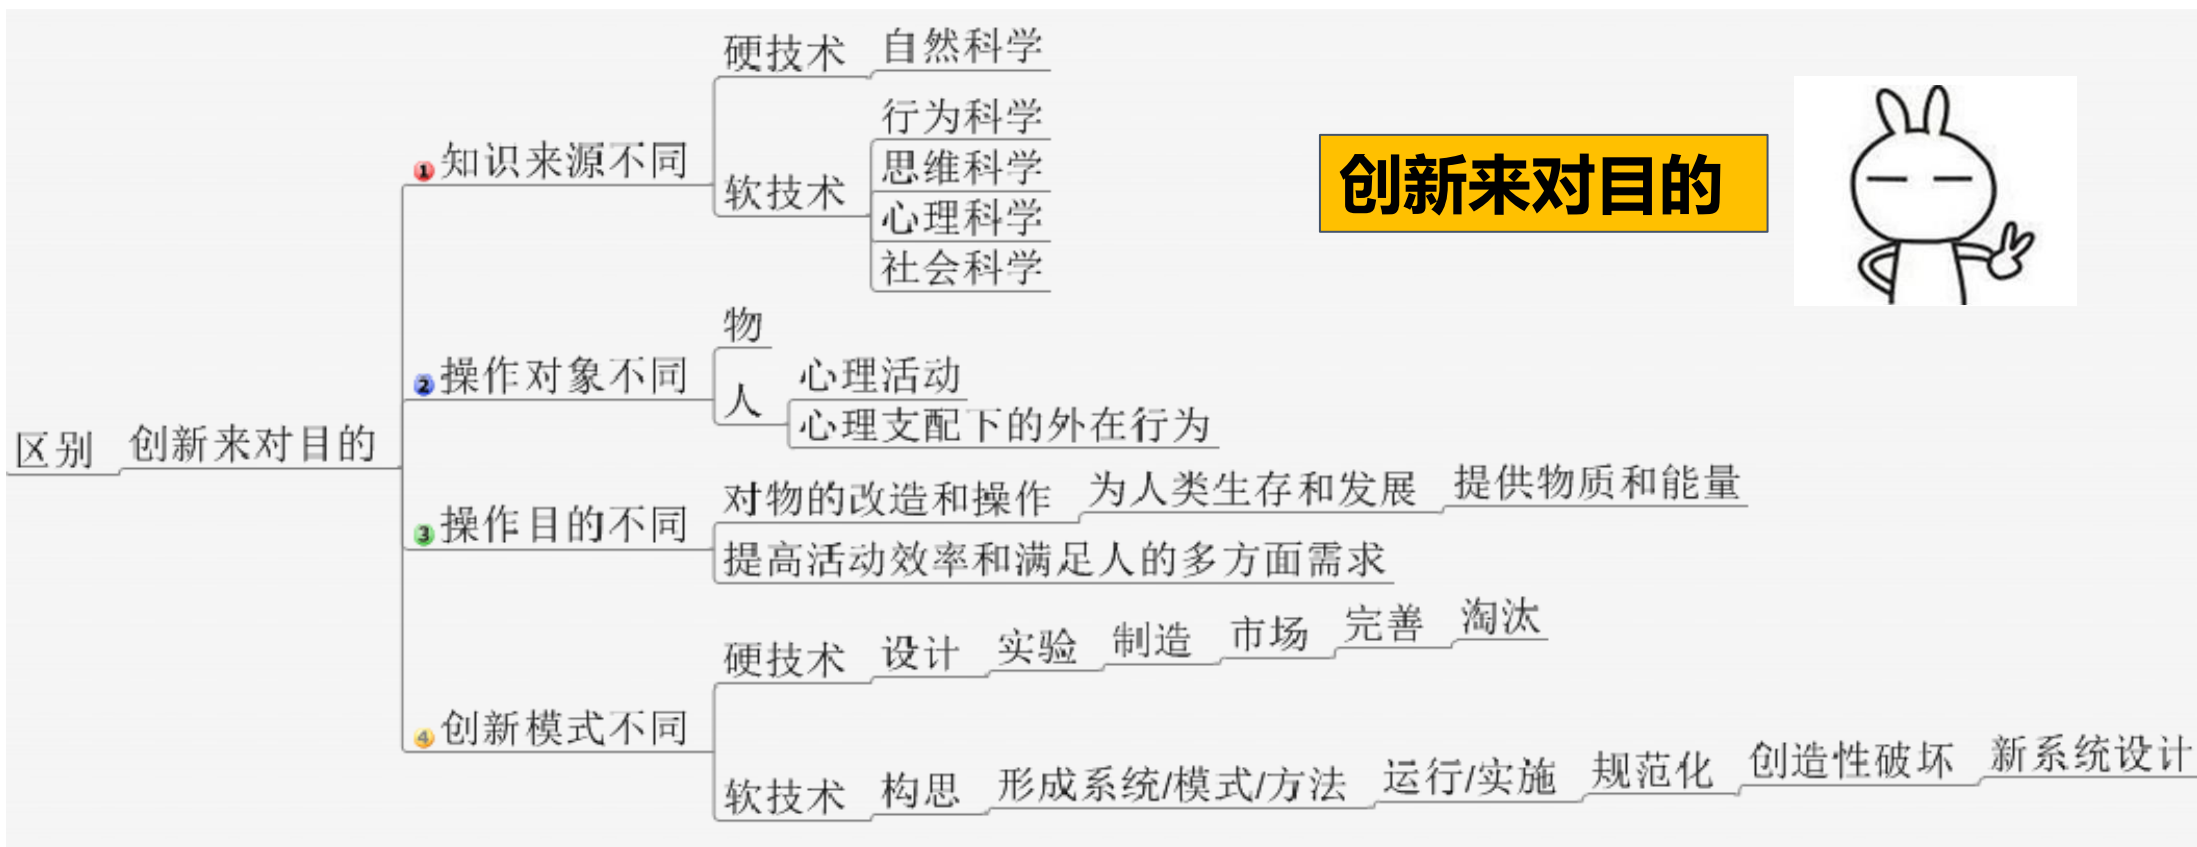 区别
创新来对目的
1 知识来源不同
硬技术
自然科学
软技术
行为科学
思维科学
心理科学
社会科学
2 操作对象不同
物
人
心理活动
心理支配下的外在行为
3 操作目的不同
对物的改造和操作
为人类生存和发展
提供物质和能量
提高活动效率和满足人的多方面需求
4 创新模式不同
硬技术
设计
实验
制造
市场
完善
淘汰
软技术
构思
形成系统/模式/方法
运行/实施
规范化
创造性破坏
新系统设计
创新来对目的